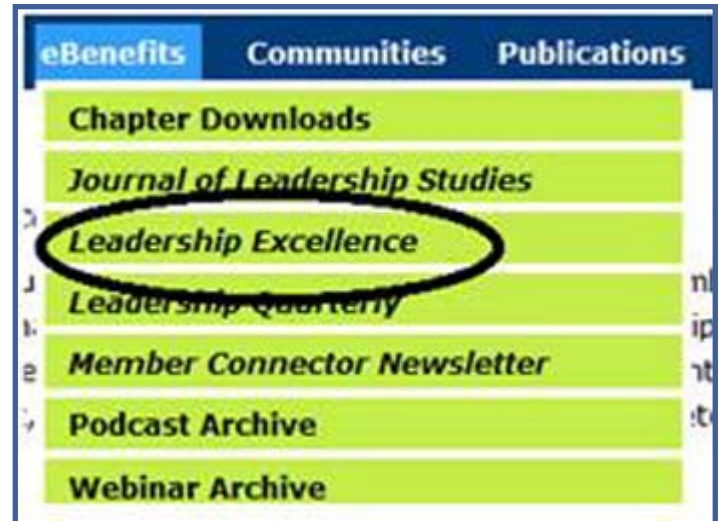 eBenefits Communities Publications
Chapter Downloads
Journal of Leadership Studies
Leadership Excellence
Leadership Quarterly
Member Connector Newsletter
Podcast Archive
Webinar Archive